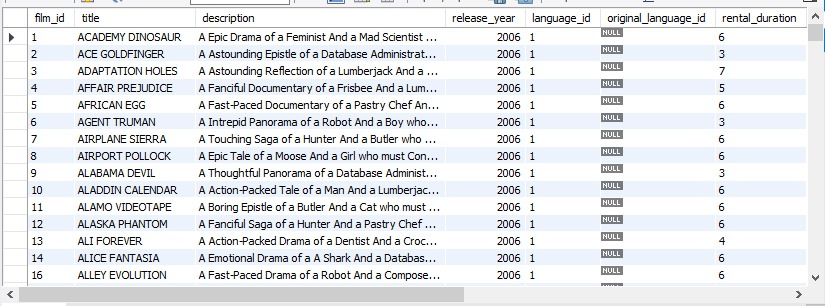 film_id title description release_year language_id original_language_id rental_duration
1 ACADEMY DINOSAUR A Epic Drama of a Feminist And a Mad Scientist ... 2006 1 NULL 6
2 ACE GOLDFINGER A Astounding Epistle of a Database Administrat... 2006 1 NULL 3
3 ADAPTATION HOLES A Astounding Reflection of a Lumberjack And a ... 2006 1 NULL 7
4 AFFAIR PREJUDICE A Fanciful Documentary of a Frisbee And a Lum... 2006 1 NULL 5
5 AFRICAN EGG A Fast-Paced Documentary of a Pastry Chef An... 2006 1 NULL 6
6 AGENT TRUMAN A Intrepid Panorama of a Robot And a Boy who... 2006 1 NULL 3
7 AIRPLANE SIERRA A Touching Saga of a Hunter And a Butler who ... 2006 1 NULL 6
8 AIRPORT POLLOCK A Epic Tale of a Moose And a Girl who must Con... 2006 1 NULL 6
9 ALABAMA DEVIL A Thoughtful Panorama of a Database Administ... 2006 1 NULL 3
10 ALADDIN CALENDAR A Action-Packed Tale of a Man And a Lumberjac... 2006 1 NULL 6
11 ALAMO VIDEOTAPE A Boring Epistle of a Butler And a Cat who must ... 2006 1 NULL 6
12 ALASKA PHANTOM A Fanciful Saga of a Hunter And a Pastry Chef ... 2006 1 NULL 6
13 ALI FOREVER A Action-Packed Drama of a Dentist And a Croc... 2006 1 NULL 4
14 ALICE FANTASIA A Emotional Drama of a A Shark And a Databas... 2006 1 NULL 6
16 ALLEY EVOLUTION A Fast-Paced Drama of a Robot And a Compose... 2006 1 NULL 6